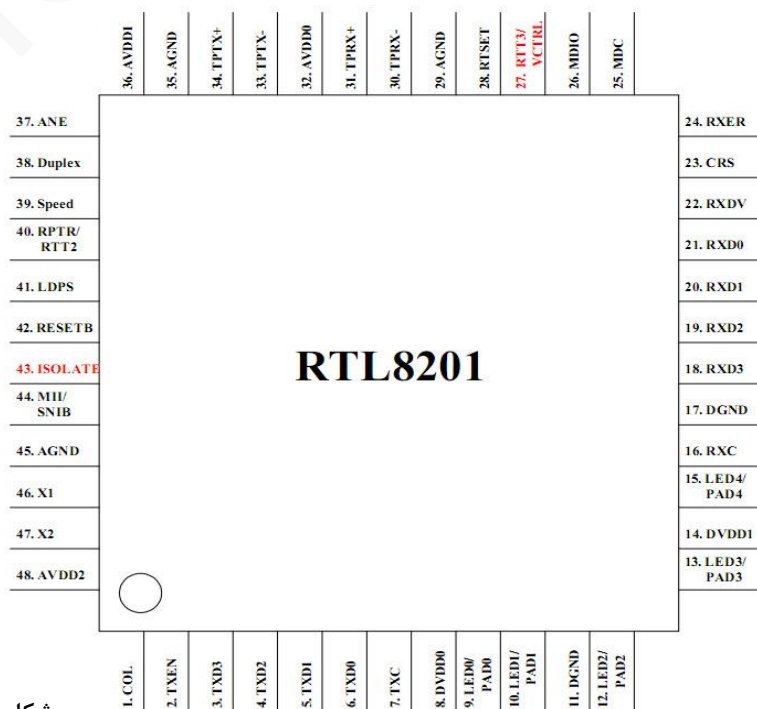 36. AVDD1
35. AGND
34. TPTX+
33. TPTX-
32. AVDD0
31. TPRX+
30. TPRX-
29. AGND
28. RTSET
27. RTT3/
VCTRL
26. MDIO
25. MDC
37. ANE
38. Duplex
39. Speed
40. RPTR/
RTT2
41. LDPS
42. RESETB
43. ISOLATE
44. MII/
SNIB
45. AGND
46. X1
47. X2
48. AVDD2
RTL8201
24. RXER
23. CRS
22. RXDV
21. RXD0
20. RXD1
19. RXD2
18. RXD3
17. DGND
16. RXC
15. LED4/
PAD4
14. DVDD1
13. LED3/
PAD3
1. COL
2. TXEN
3. TXD3
4. TXD2
5. TXD1
6. TXD0
7. TXC
8. DVDD0
9. LED0/
PAD0
10. LED1/
PAD1
11. DGND
12. LED2/
PAD2